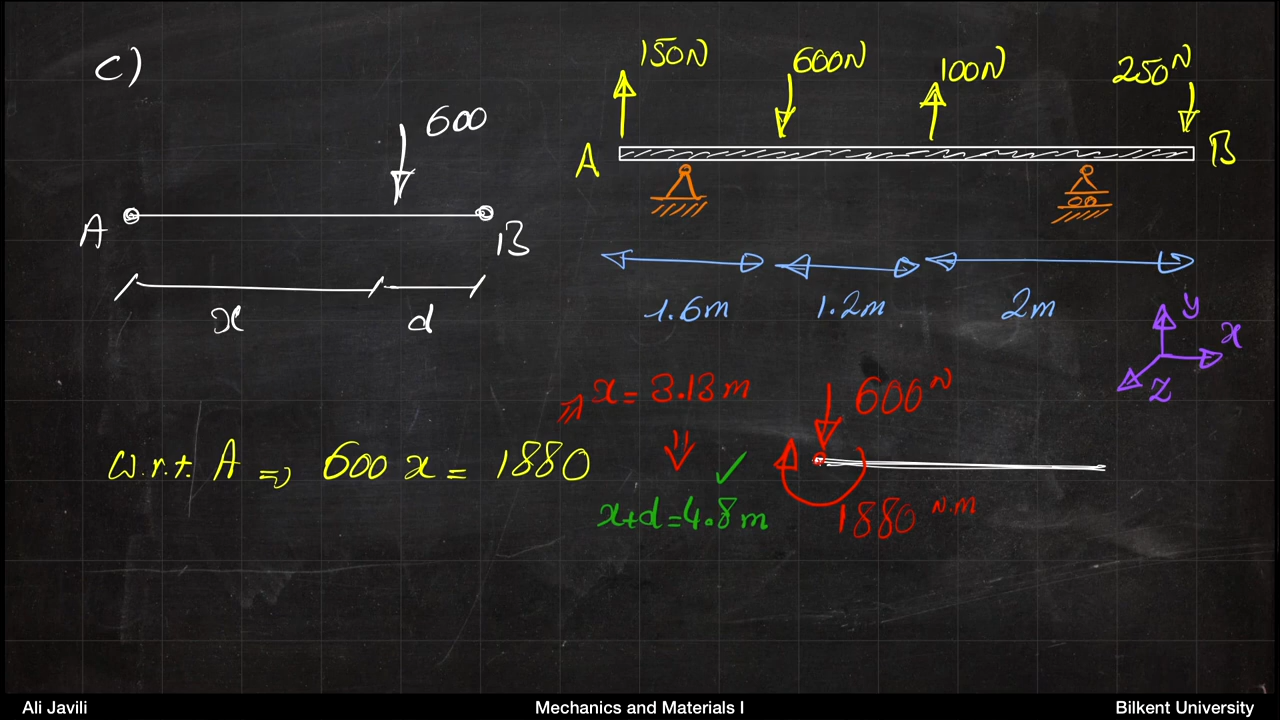 c)
150N 600N 100N 250N
600
A B
A B
x d
1.6m 1.2m 2m
y
x
z
⇒ x = 3.13m
600N
w.r.t. A ⇒ 600 x = 1880
x+d=4.8m ✓
1880 N.m
Ali Javili Mechanics and Materials I Bilkent University